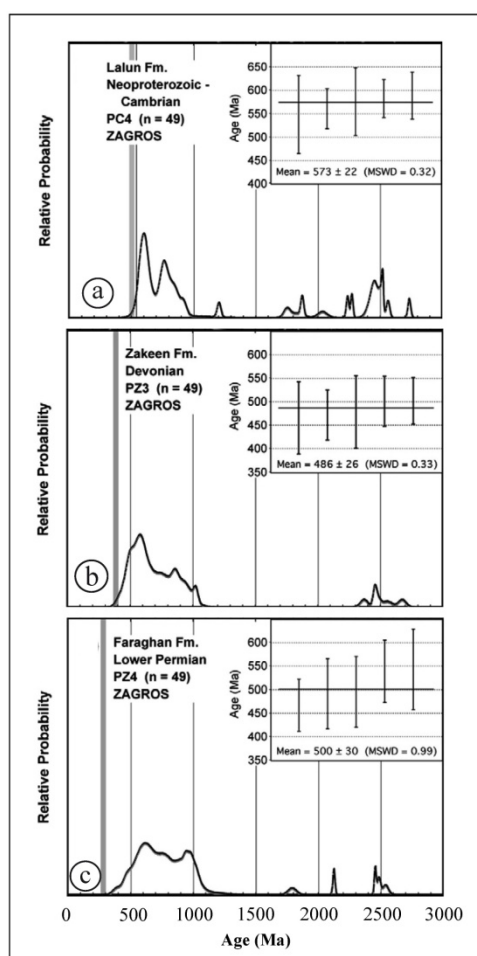 Relative Probability
Lalun Fm.
Neoproterozoic -
Cambrian
PC4 (n = 49)
ZAGROS
a
Age (Ma)
650
600
550
500
450
400
Mean = 573 ± 22 (MSWD = 0.32)
Relative Probability
Zakeen Fm.
Devonian
PZ3 (n = 49)
ZAGROS
b
Age (Ma)
600
550
500
450
400
350
Mean = 486 ± 26 (MSWD = 0.33)
Relative Probability
Faraghan Fm.
Lower Permian
PZ4 (n = 49)
ZAGROS
c
Age (Ma)
600
550
500
450
400
350
Mean = 500 ± 30 (MSWD = 0.99)
0 500 1000 2000 2500 3000
Age (Ma)